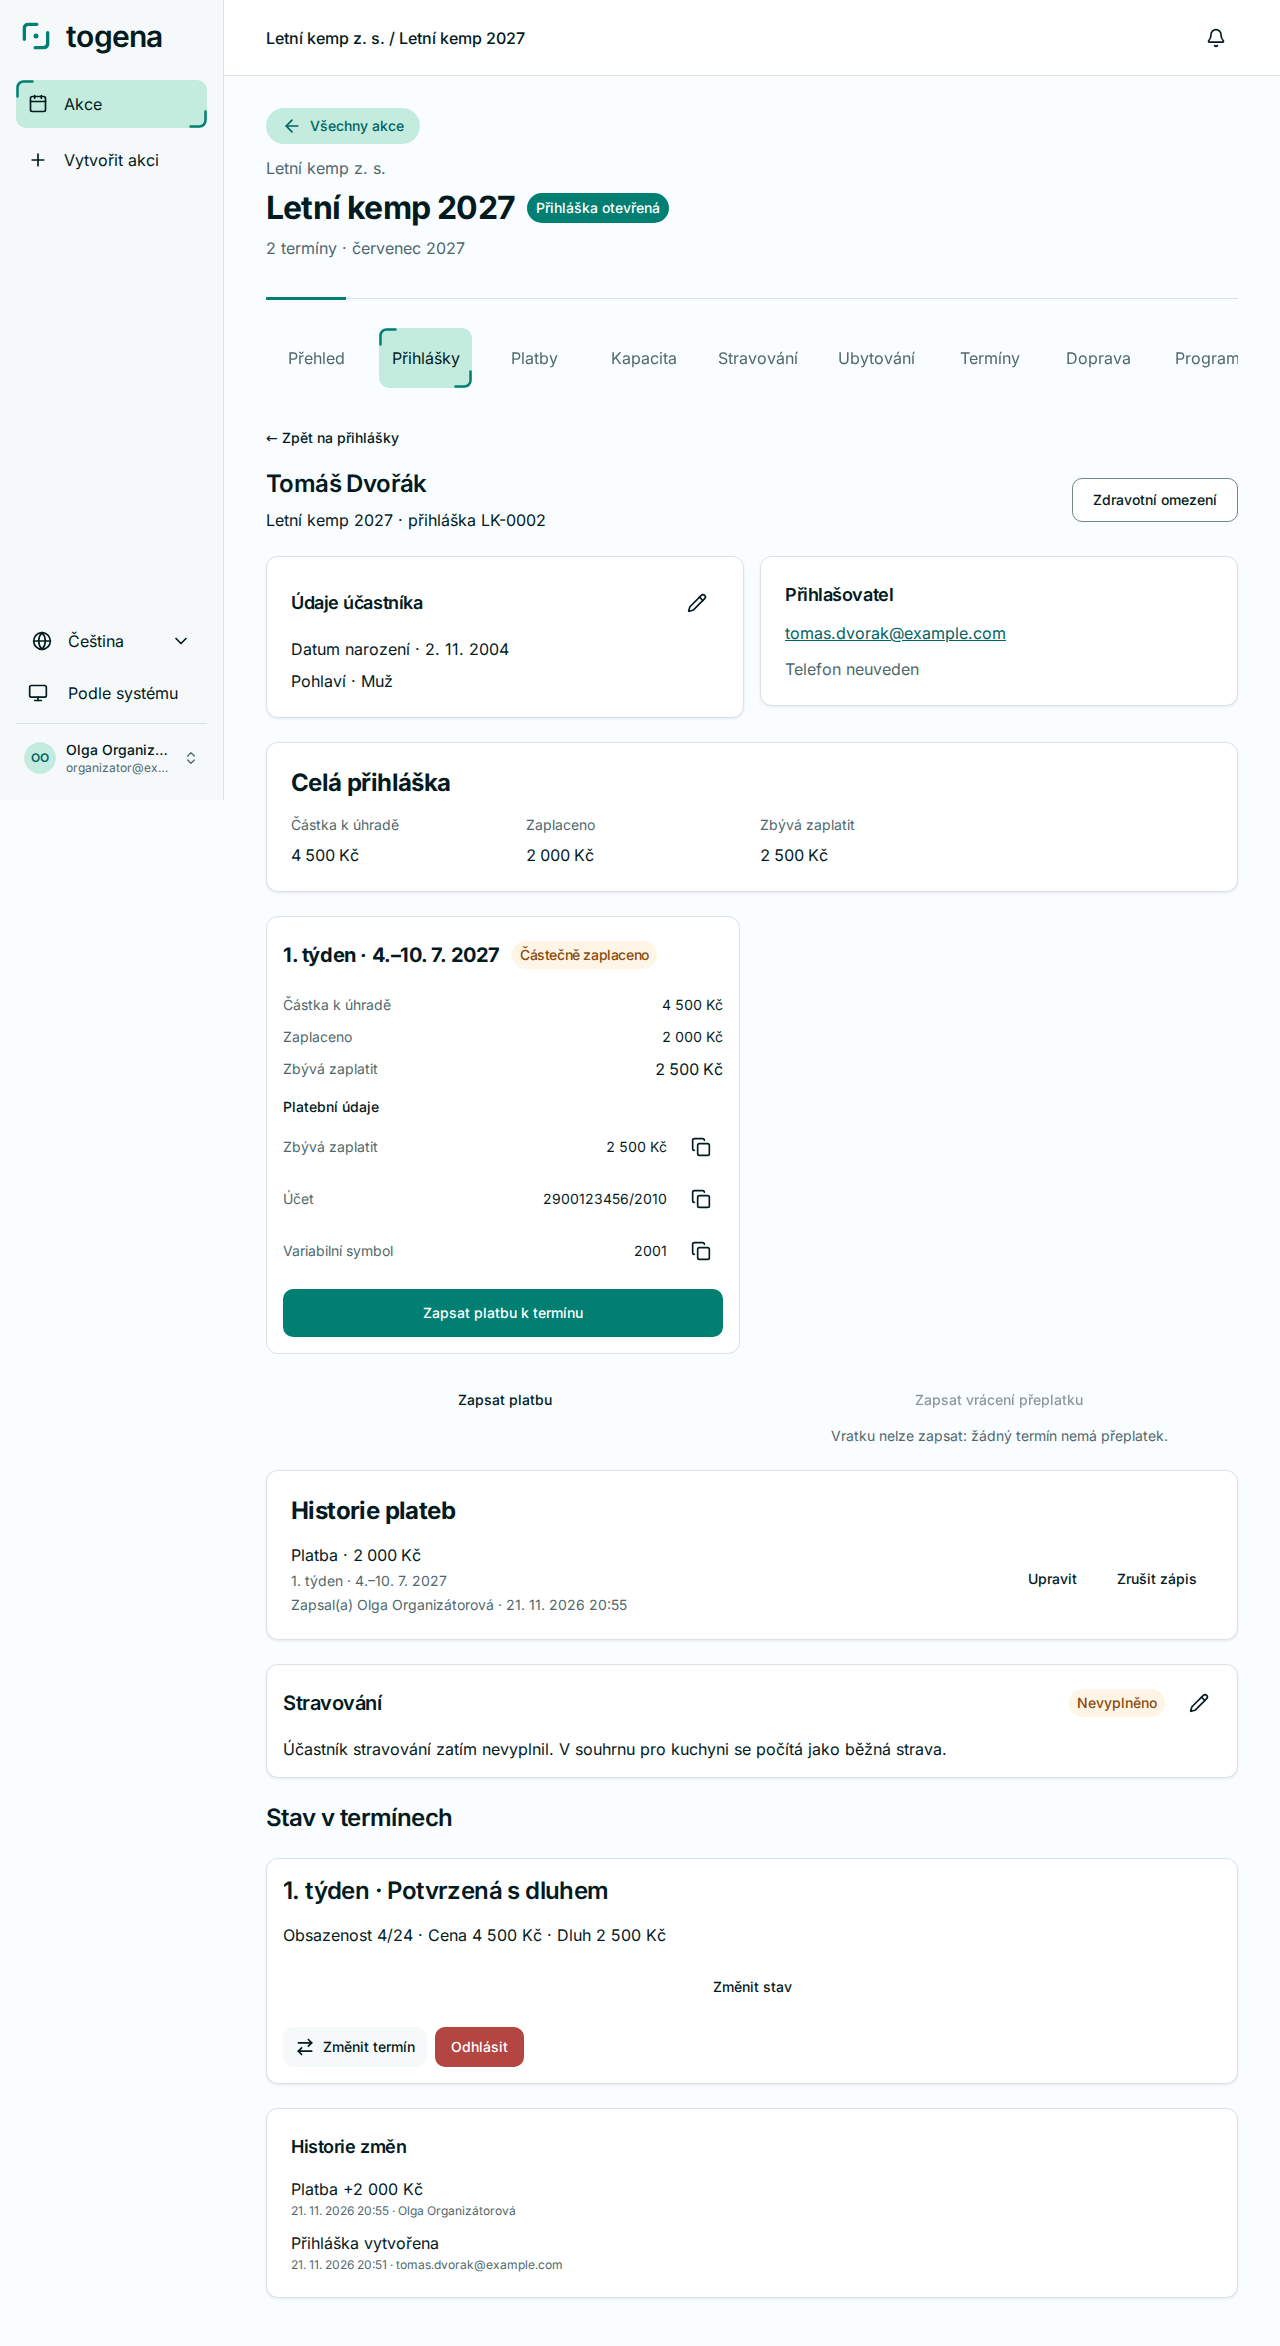 togena
Letní kemp z. s. / Letní kemp 2027
Akce
Vytvořit akci
Všechny akce
Letní kemp z. s.
Letní kemp 2027 Přihláška otevřená
2 termíny · červenec 2027
Přehled Přihlášky Platby Kapacita Stravování Ubytování Termíny Doprava Program
← Zpět na přihlášky
Tomáš Dvořák
Letní kemp 2027 · přihláška LK-0002
Zdravotní omezení
Údaje účastníka
Datum narození · 2. 11. 2004
Pohlaví · Muž
Přihlašovatel
tomas.dvorak@example.com
Telefon neuveden
Čeština
Podle systému
OO Olga Organiz...
organizator@ex...
Celá přihláška
Částka k úhradě Zaplaceno Zbývá zaplatit
4 500 Kč 2 000 Kč 2 500 Kč
1. týden · 4.–10. 7. 2027 Částečně zaplaceno
Částka k úhradě 4 500 Kč
Zaplaceno 2 000 Kč
Zbývá zaplatit 2 500 Kč
Platební údaje
Zbývá zaplatit 2 500 Kč
Účet 2900123456/2010
Variabilní symbol 2001
Zapsat platbu k termínu
Zapsat platbu Zapsat vrácení přeplatku
Vratku nelze zapsat: žádný termín nemá přeplatek.
Historie plateb
Platba · 2 000 Kč
1. týden · 4.–10. 7. 2027
Zapsal(a) Olga Organizátorová · 21. 11. 2026 20:55
Upravit Zrušit zápis
Stravování Nevyplněno
Účastník stravování zatím nevyplnil. V souhrnu pro kuchyni se počítá jako běžná strava.
Stav v termínech
1. týden · Potvrzená s dluhem
Obsazenost 4/24 · Cena 4 500 Kč · Dluh 2 500 Kč
Změnit stav
Změnit termín Odhlásit
Historie změn
Platba +2 000 Kč
21. 11. 2026 20:55 · Olga Organizátorová
Přihláška vytvořena
21. 11. 2026 20:51 · tomas.dvorak@example.com